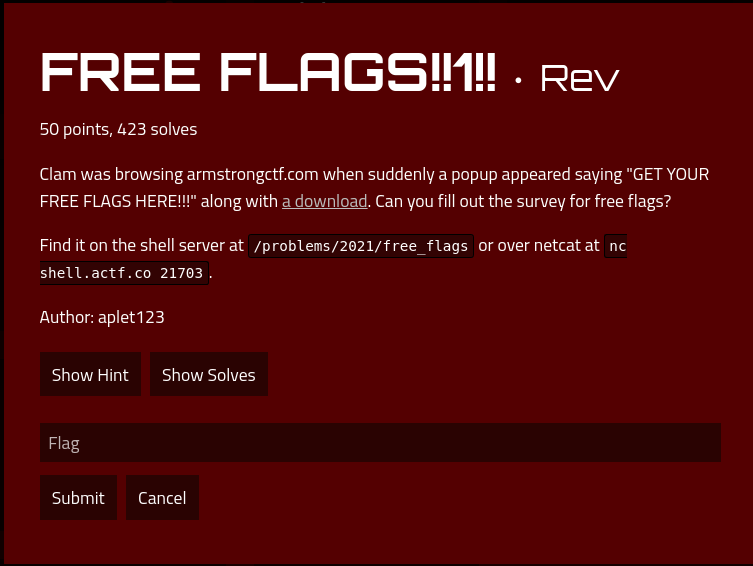 FREE FLAGS!!1!! · Rev
50 points, 423 solves
Clam was browsing armstrongctf.com when suddenly a popup appeared saying "GET YOUR
FREE FLAGS HERE!!!" along with a download. Can you fill out the survey for free flags?
Find it on the shell server at /problems/2021/free_flags or over netcat at nc
shell.actf.co 21703.
Author: aplet123
Show Hint Show Solves
Flag
Submit Cancel